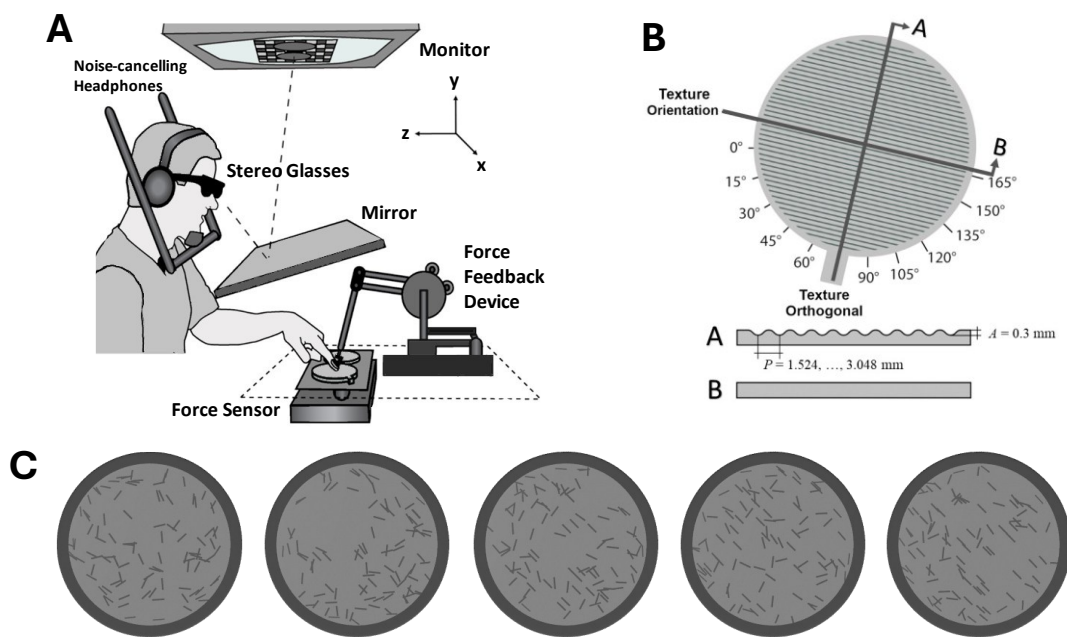 A
Monitor
Noise-cancelling
Headphones
y
z
x
Stereo Glasses
Mirror
Force
Feedback
Device
Force Sensor
B
A
Texture
Orientation
B
0°
15°
30°
45°
60°
90°
105°
120°
135°
150°
165°
Texture
Orthogonal
A
A = 0.3 mm
P = 1.524, …, 3.048 mm
B
C